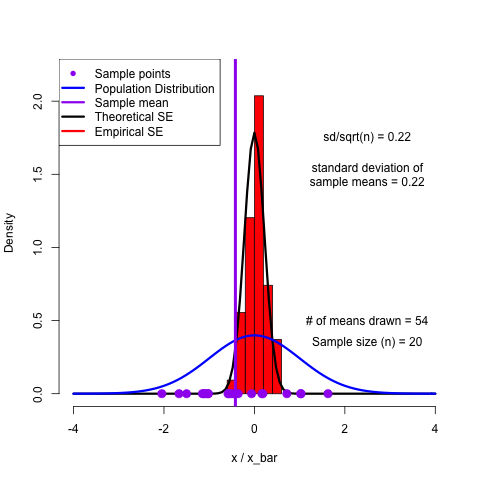 Sample points
Population Distribution
Sample mean
Theoretical SE
Empirical SE
sd/sqrt(n) = 0.22
standard deviation of
sample means = 0.22
# of means drawn = 54
Sample size (n) = 20
Density
0.0
0.5
1.0
1.5
2.0
-4
-2
0
2
4
x / x_bar